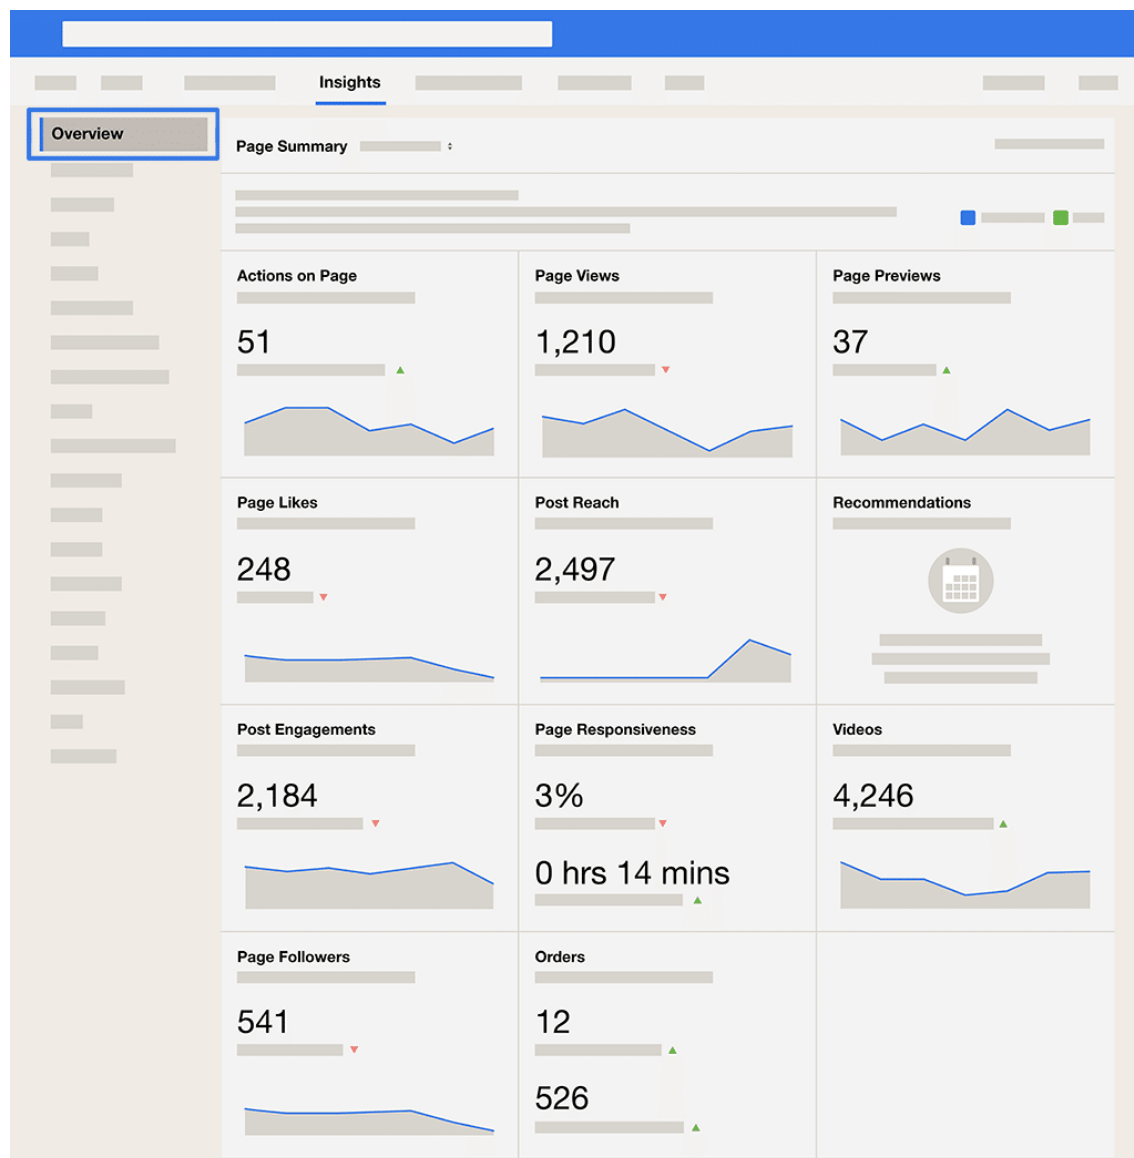 Insights
Overview
Page Summary
Actions on Page
51
Page Views
1,210
Page Previews
37
Page Likes
248
Post Reach
2,497
Recommendations
Post Engagements
2,184
Page Responsiveness
3%
0 hrs 14 mins
Videos
4,246
Page Followers
541
Orders
12
526